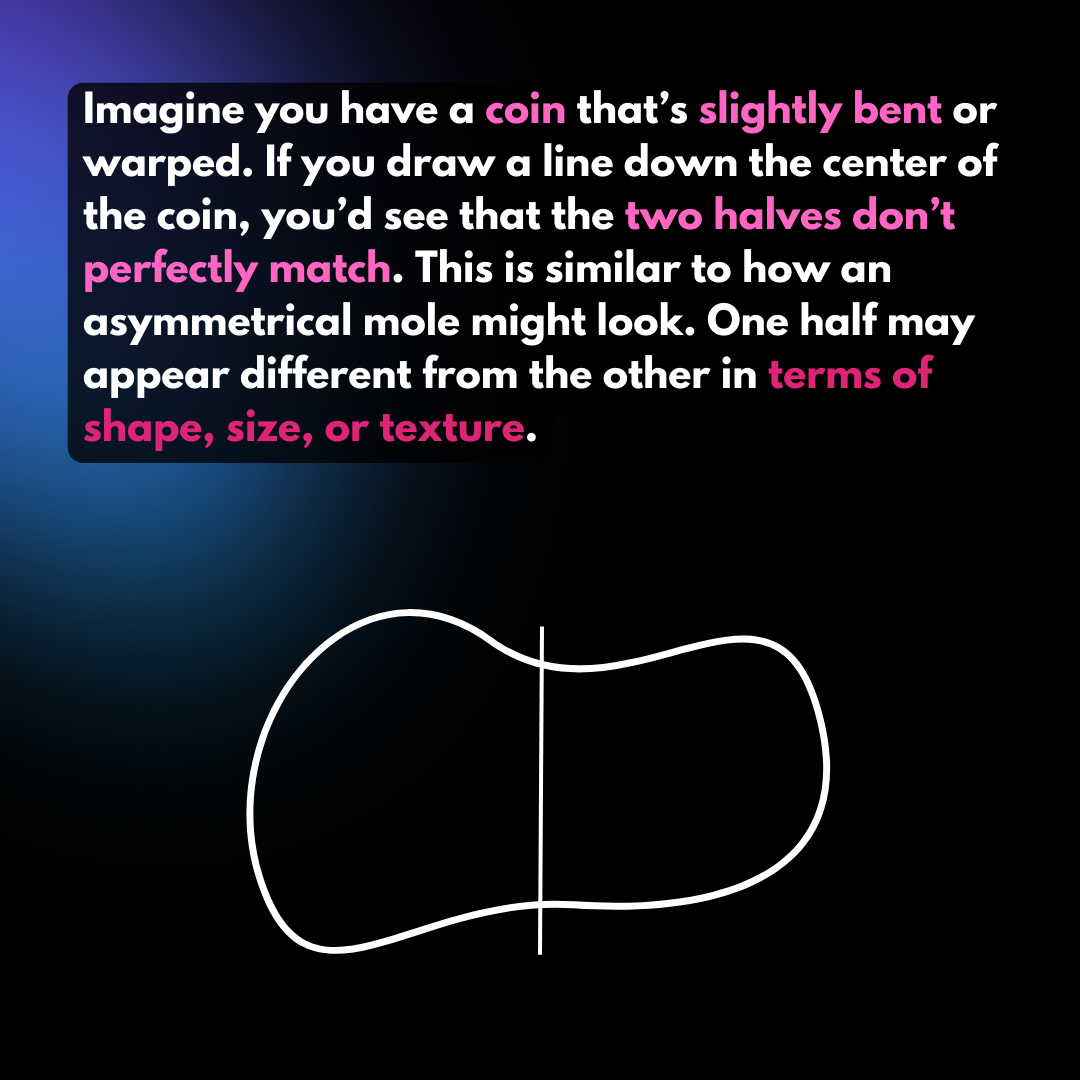 Imagine you have a coin that’s slightly bent or
warped. If you draw a line down the center of
the coin, you’d see that the two halves don’t
perfectly match. This is similar to how an
asymmetrical mole might look. One half may
appear different from the other in terms of
shape, size, or texture.